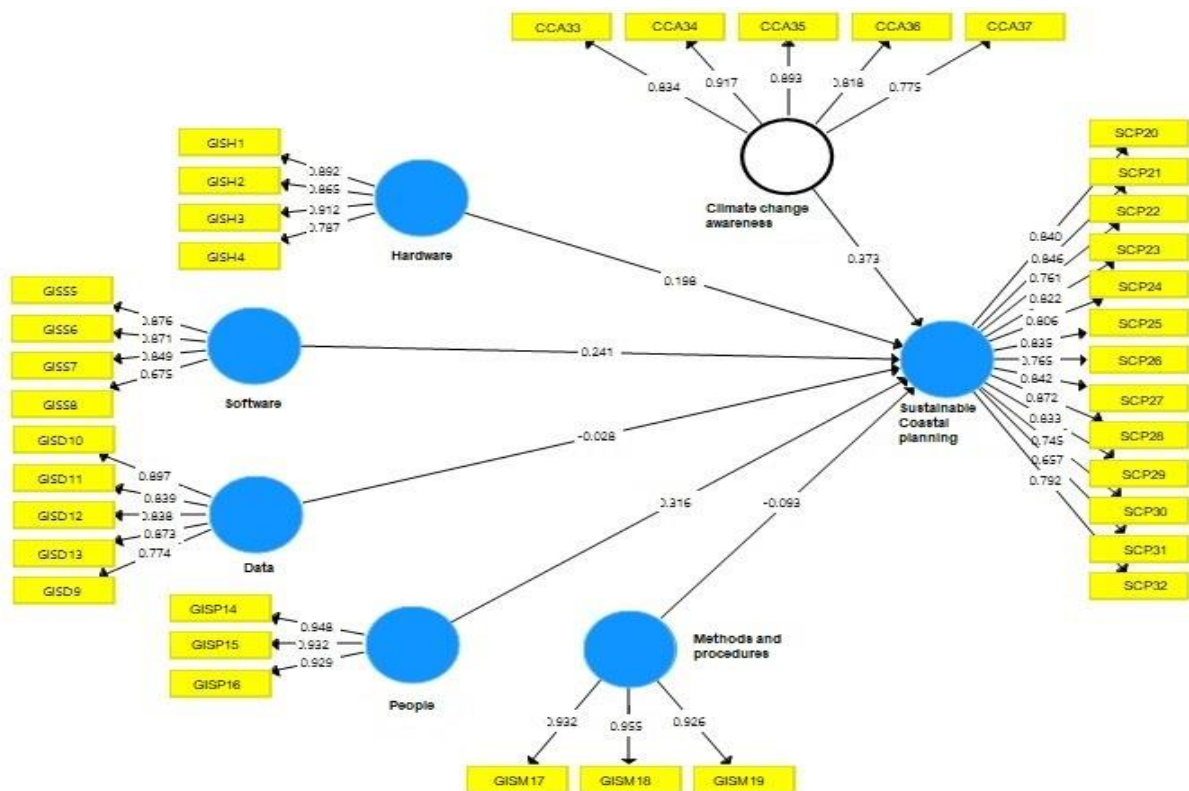 CCA33
CCA34
CCA35
CCA36
CCA37
0.834
0.917
0.893
0.818
0.775
Climate change
awareness
0.373
GISH1
GISH2
GISH3
GISH4
0.892
0.865
0.912
0.787
Hardware
0.198
GISS5
GISS6
GISS7
GISS8
0.876
0.871
0.849
0.675
Software
0.241
GISD10
GISD11
GISD12
GISD13
GISD9
0.897
0.839
0.838
0.873
0.774
Data
-0.028
GISP14
GISP15
GISP16
0.948
0.932
0.929
People
0.316
Methods and
procedures
-0.093
0.932
0.955
0.926
GISM17
GISM18
GISM19
Sustainable
Coastal
planning
0.840
0.846
0.761
0.822
0.806
0.835
0.765
0.842
0.872
0.833
0.745
0.657
0.792
SCP20
SCP21
SCP22
SCP23
SCP24
SCP25
SCP26
SCP27
SCP28
SCP29
SCP30
SCP31
SCP32